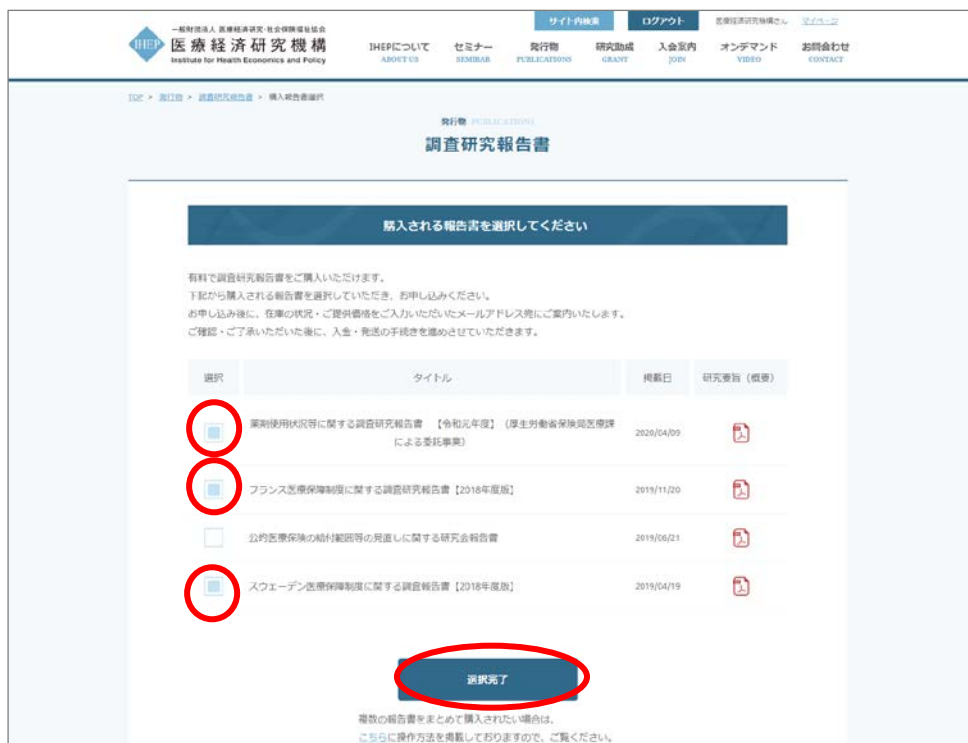 サイト内検索 ログアウト 医療経済研究機構さん マイページ
一般財団法人 医療経済研究・社会保険福祉協会
IHEP 医療経済研究機構
Institute for Health Economics and Policy
IHEPについて セミナー 発行物 研究助成 入会案内 オンデマンド お問合わせ
ABOUT US SEMINAR PUBLICATIONS GRANT JOIN VIDEO CONTACT
TOP > 発行物 > 調査研究報告書 > 購入報告書選択
発行物 PUBLICATIONS
調査研究報告書
購入される報告書を選択してください
有料で調査研究報告書をご購入いただけます。
下記から購入される報告書を選択していただき、お申し込みください。
お申し込み後に、在庫の状況・ご提供価格をご入力いただいたメールアドレス宛にご案内いたします。
ご確認・ご了承いただいた後に、入金・発送の手続きを進めさせていただきます。
選択 タイトル 掲載日 研究要旨（概要）
薬剤使用状況等に関する調査研究報告書 【令和元年度】（厚生労働省保険局医療課
による委託事業） 2020/04/09
フランス医療保障制度に関する調査研究報告書【2018年度版】 2019/11/20
公的医療保険の給付範囲等の見直しに関する研究会報告書 2019/06/21
スウェーデン医療保障制度に関する調査報告書【2018年度版】 2019/04/19
選択完了
複数の報告書をまとめて購入されたい場合は、
こちらに操作方法を掲載しておりますので、ご覧ください。